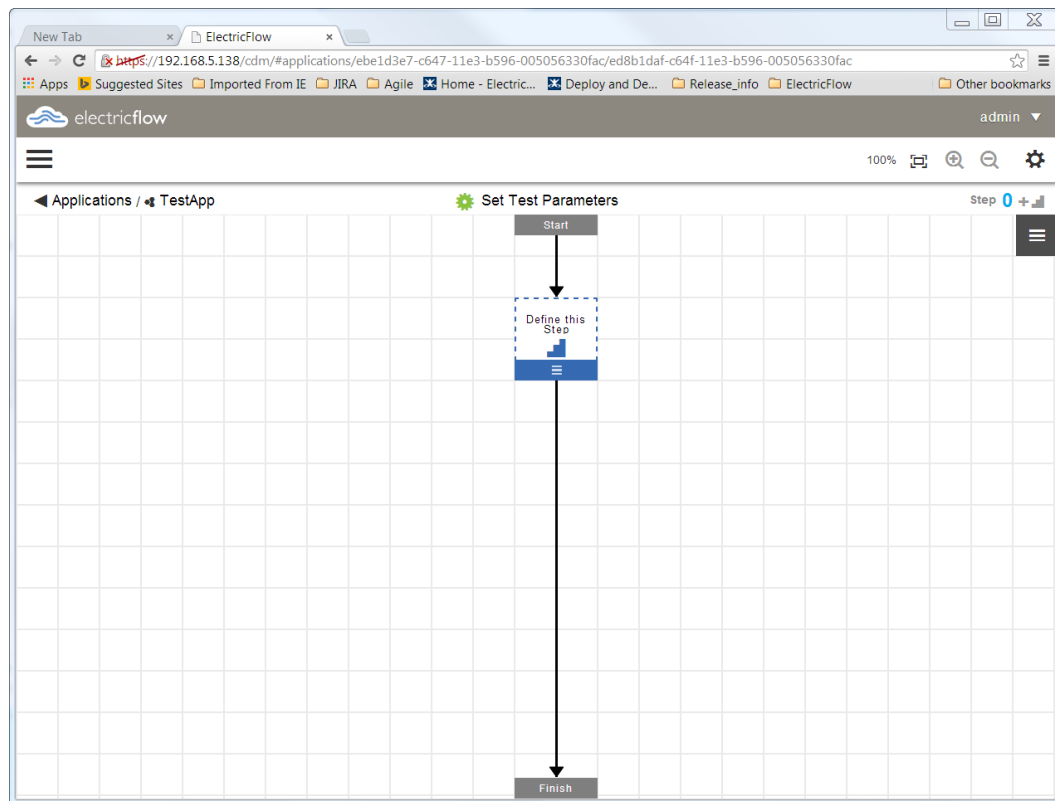 New Tab
ElectricFlow
https://192.168.5.138/cdm/#applications/ebe1d3e7-c647-11e3-b596-005056330fac/ed8b1daf-c64f-11e3-b596-005056330fac
Apps Suggested Sites Imported From IE JIRA Agile Home - Electric... Deploy and De... Release_info ElectricFlow Other bookmarks
electricflow admin
100%
Applications / TestApp Set Test Parameters Step 0 +
Start
Define this
Step
Finish